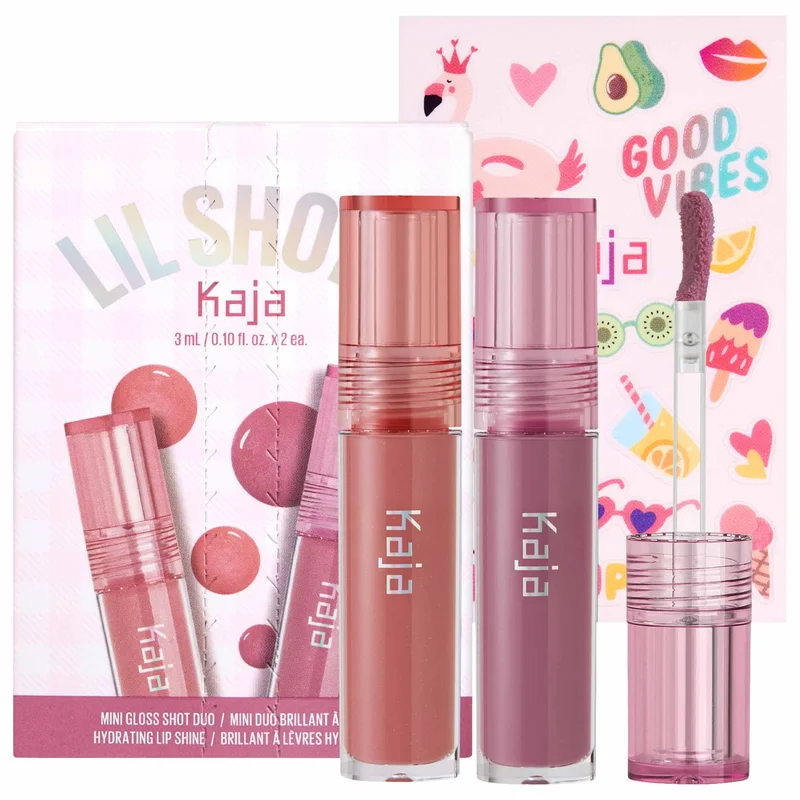 LIL SHO
Kaja
3 mL / 0.10 fl. oz. x 2 ea.
Kaja
Kaja
MINI GLOSS SHOT DUO / MINI DUO BRILLANT À
HYDRATING LIP SHINE / BRILLANT À LÈVRES HY
Kaja
Kaja
GOOD
VIBES
aja